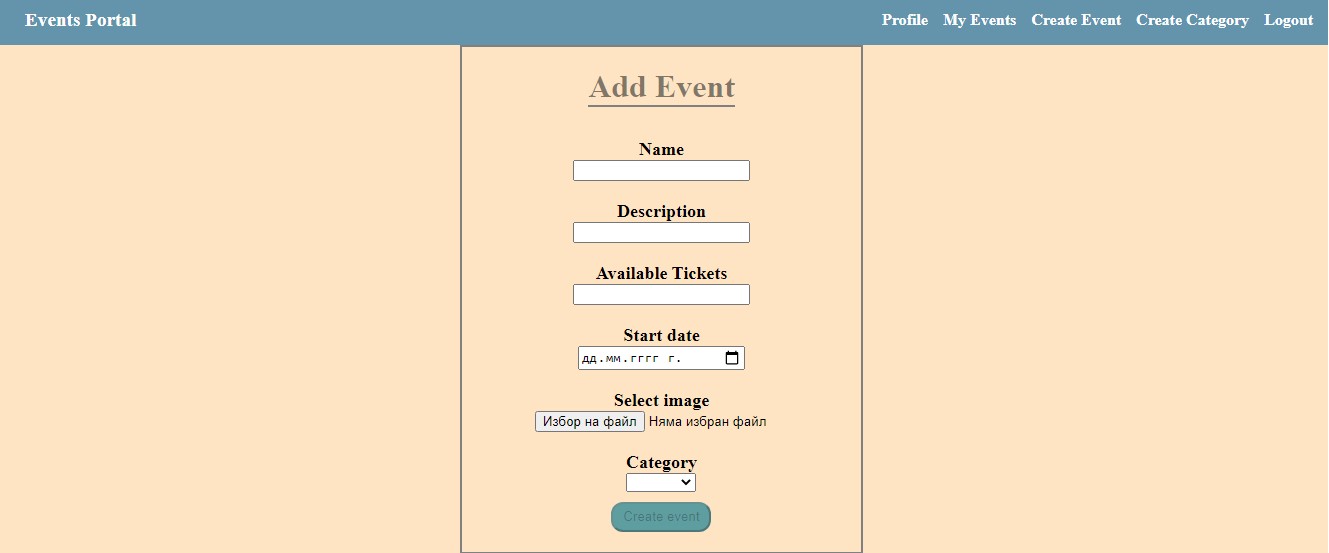 Events Portal Profile My Events Create Event Create Category Logout
Add Event
Name
Description
Available Tickets
Start date
дд.мм.гггг г.
Select image
Избор на файл Няма избран файл
Category
Create event